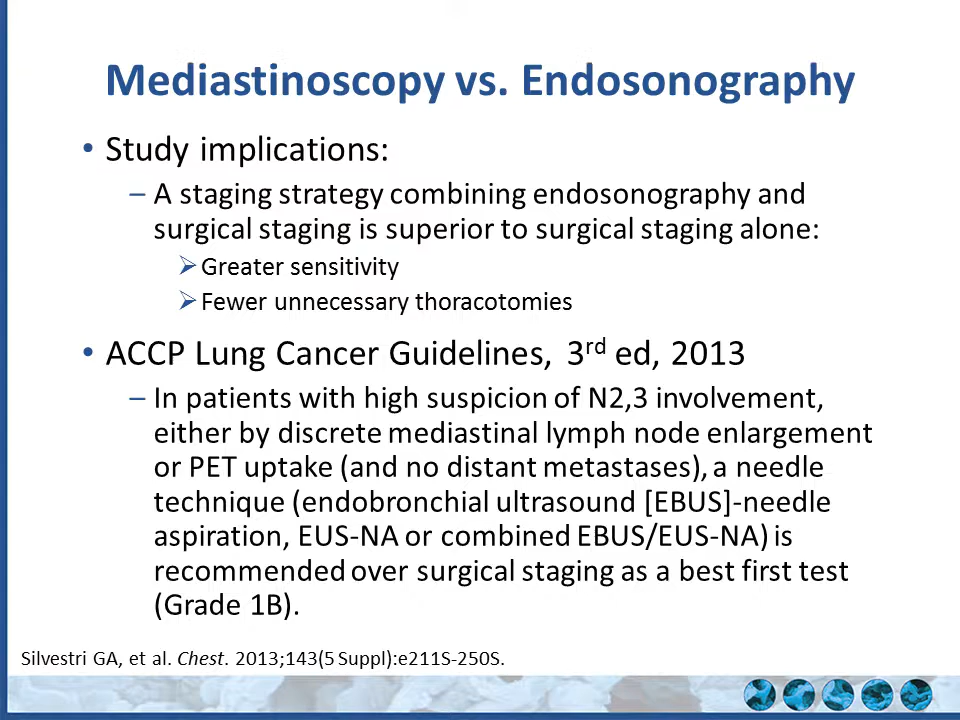 Mediastinoscopy vs. Endosonography
• Study implications:
– A staging strategy combining endosonography and
surgical staging is superior to surgical staging alone:
➢ Greater sensitivity
➢ Fewer unnecessary thoracotomies
• ACCP Lung Cancer Guidelines, 3rd ed, 2013
– In patients with high suspicion of N2,3 involvement,
either by discrete mediastinal lymph node enlargement
or PET uptake (and no distant metastases), a needle
technique (endobronchial ultrasound [EBUS]-needle
aspiration, EUS-NA or combined EBUS/EUS-NA) is
recommended over surgical staging as a best first test
(Grade 1B).
Silvestri GA, et al. Chest. 2013;143(5 Suppl):e211S-250S.